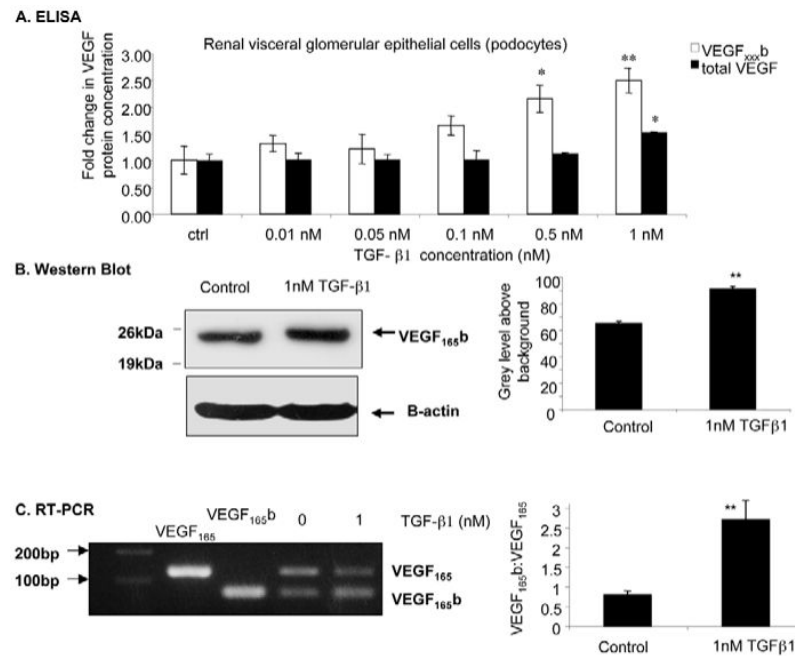 A. ELISA
Renal visceral glomerular epithelial cells (podocytes)
VEGFxxxb
total VEGF
Fold change in VEGF
protein concentration
3.00
2.50
2.00
1.50
1.00
0.50
0.00
*
**
*
ctrl 0.01 nM 0.05 nM 0.1 nM 0.5 nM 1 nM
TGF- β1 concentration (nM)
B. Western Blot
Control 1nM TGF-β1
26kDa
19kDa
VEGF165b
B-actin
Grey level above
background
100
80
60
40
20
0
**
Control 1nM TGFβ1
C. RT-PCR
VEGF165 VEGF165b 0 1 TGF-β1 (nM)
200bp
100bp
VEGF165
VEGF165b
VEGF165b:VEGF165
3
2.5
2
1.5
1
0.5
0
**
Control 1nM TGFβ1